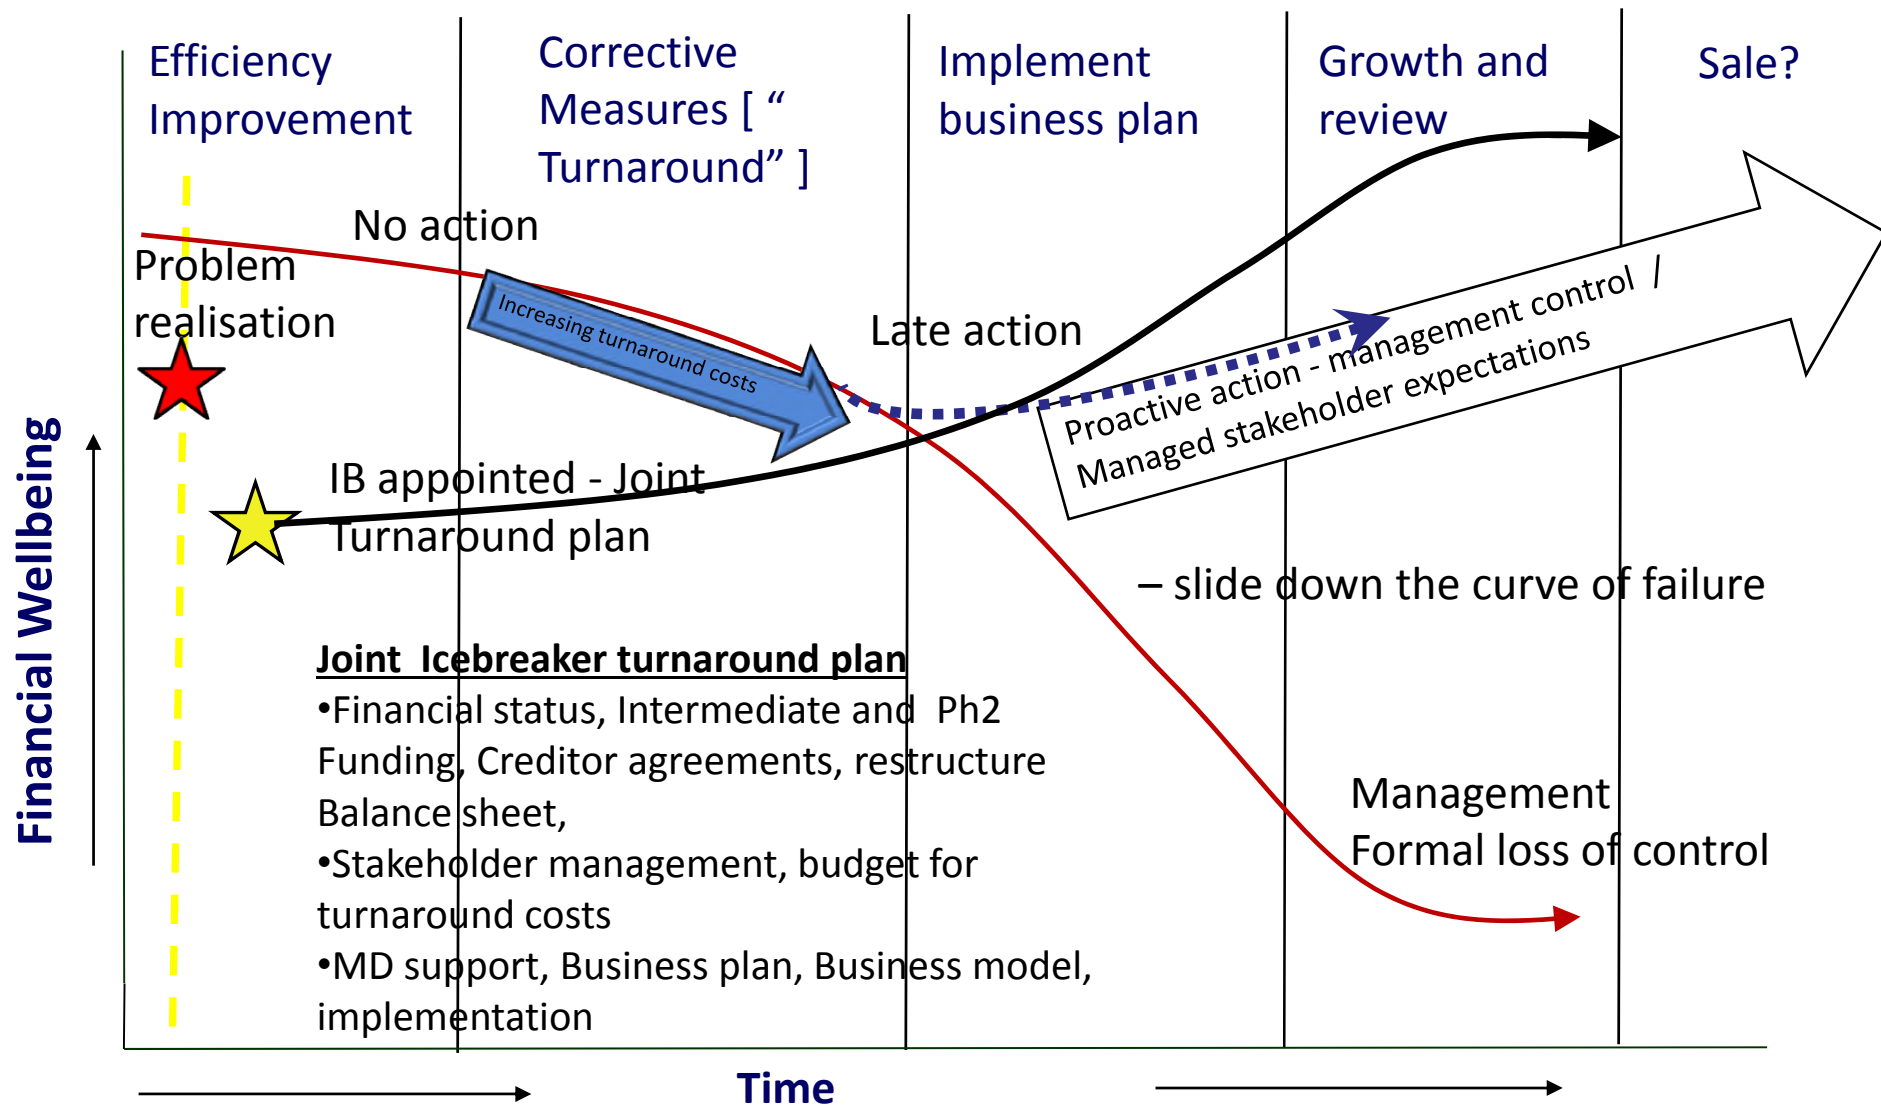 Efficiency
Improvement
Corrective
Measures [ “
Turnaround” ]
Implement
business plan
Growth and
review
Sale?
No action
Problem
realisation
Increasing turnaround costs
Late action
Proactive action - management control /
Managed stakeholder expectations
IB appointed - Joint
Turnaround plan
– slide down the curve of failure
Joint Icebreaker turnaround plan
•Financial status, Intermediate and Ph2
Funding, Creditor agreements, restructure
Balance sheet,
•Stakeholder management, budget for
turnaround costs
•MD support, Business plan, Business model,
implementation
Management
Formal loss of control
Financial Wellbeing
Time